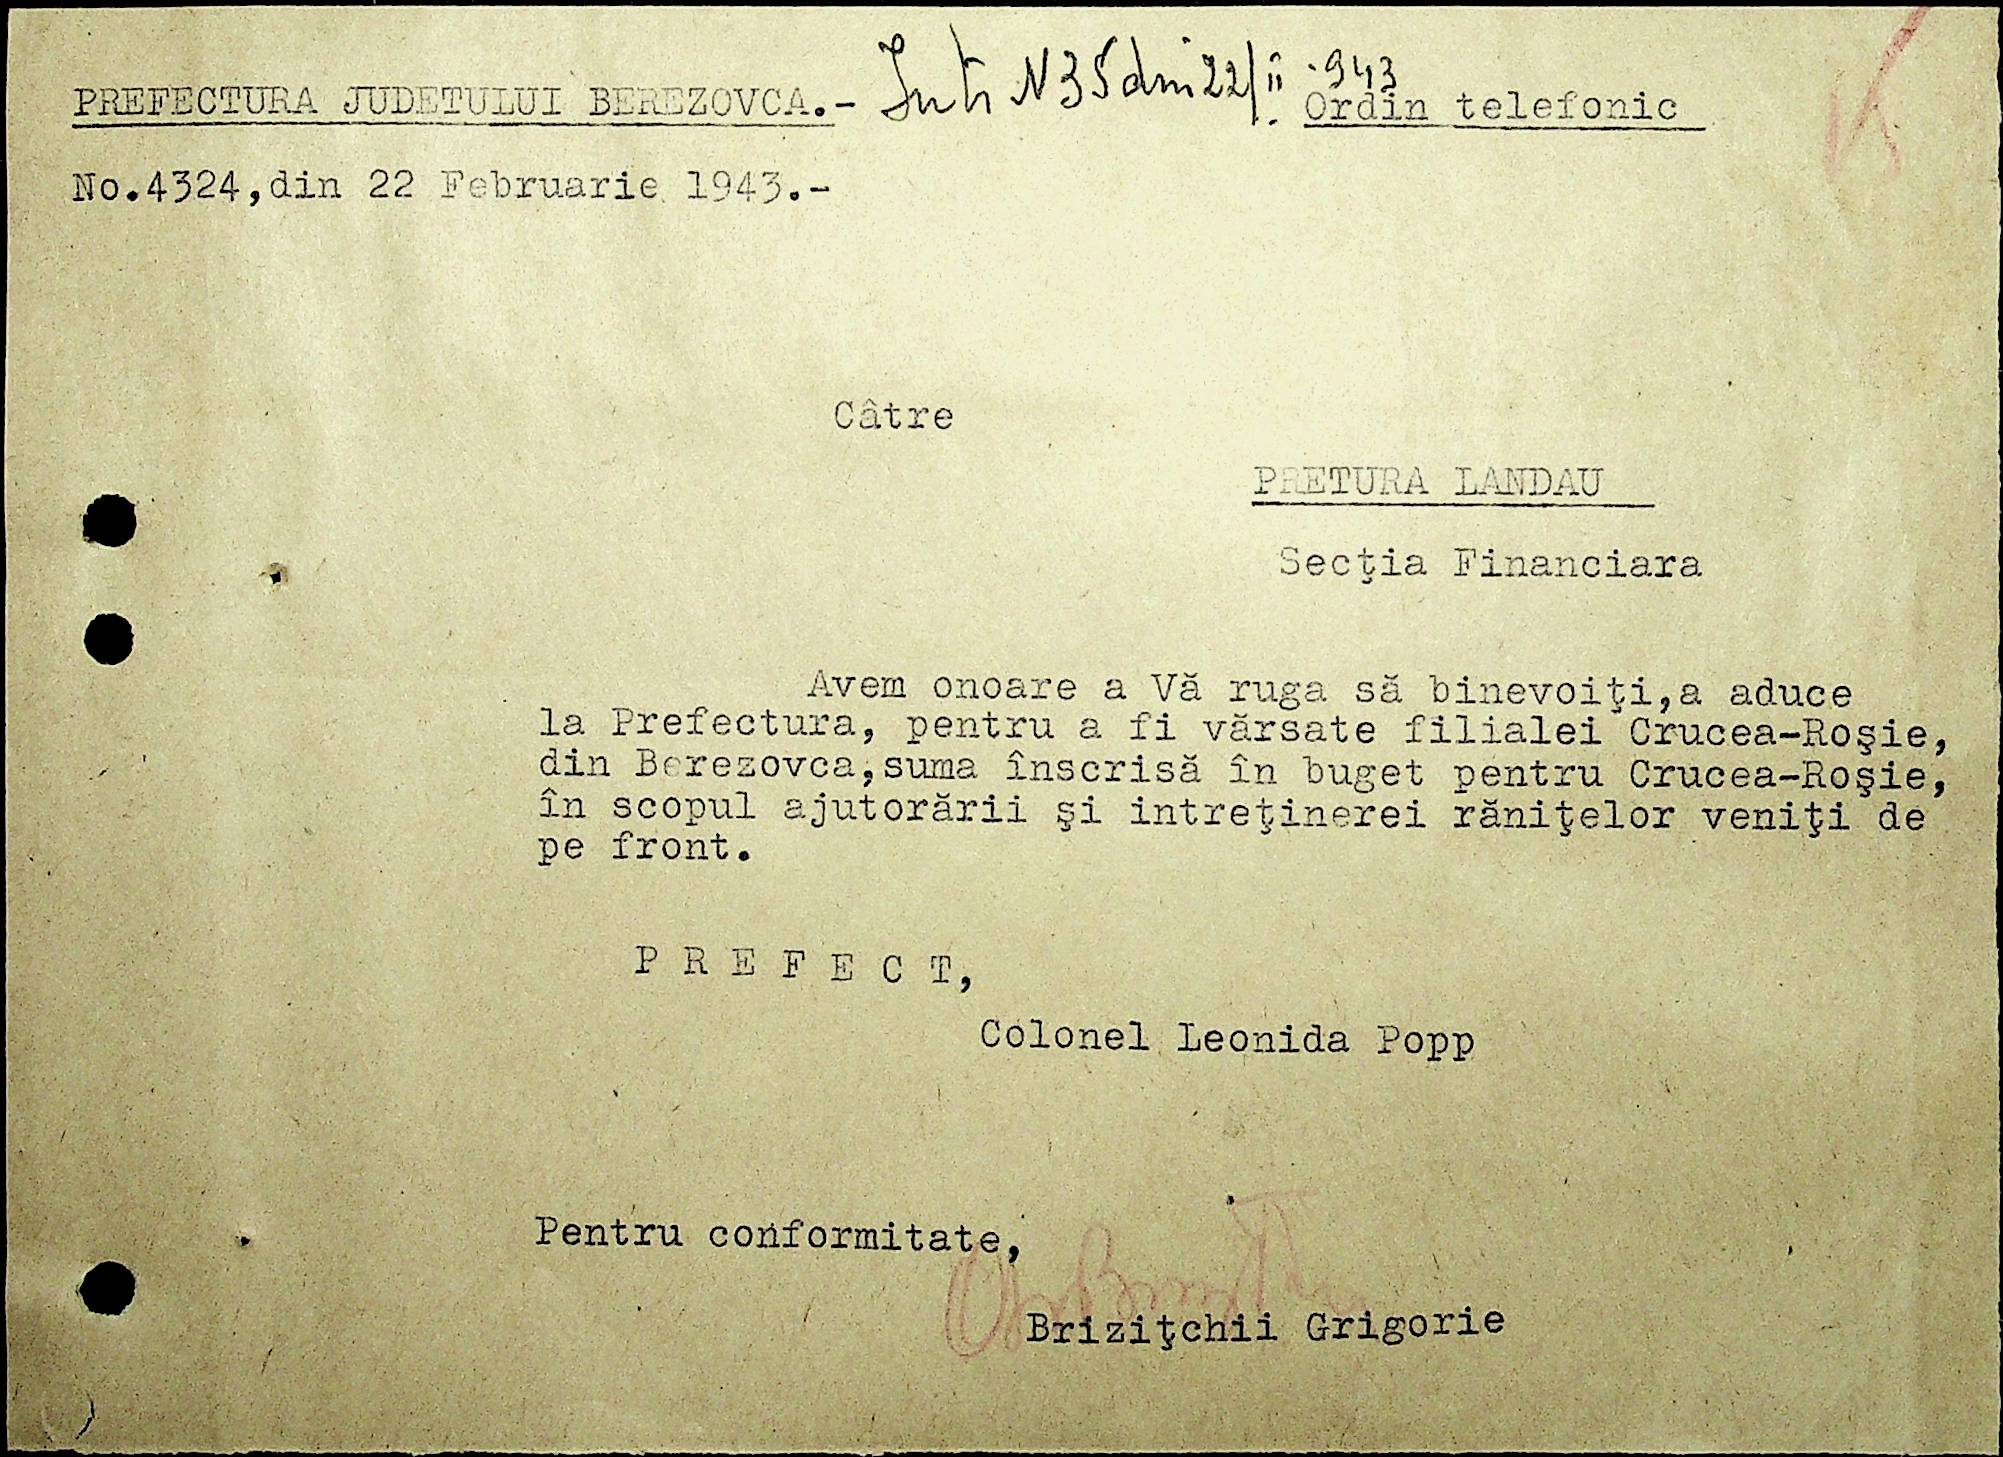 PREFECTURA JUDETULUI BEREZOVCA.- N 35 din 22/II 943
Ordin telefonic
No.4324,din 22 Februarie 1943.-
Câtre
PRETURA LANDAU
Secţia Financiara
Avem onoare a Vă ruga să binevoiţi,a aduce
la Prefectura, pentru a fi vărsate filialei Crucea-Roşie,
din Berezovca,suma înscrisă în buget pentru Crucea-Roşie,
în scopul ajutorării şi intreţinerei răniţelor veniţi de
pe front.
P R E F E C T,
Colonel Leonida Popp
Pentru conformitate,
Briziţchii Grigorie